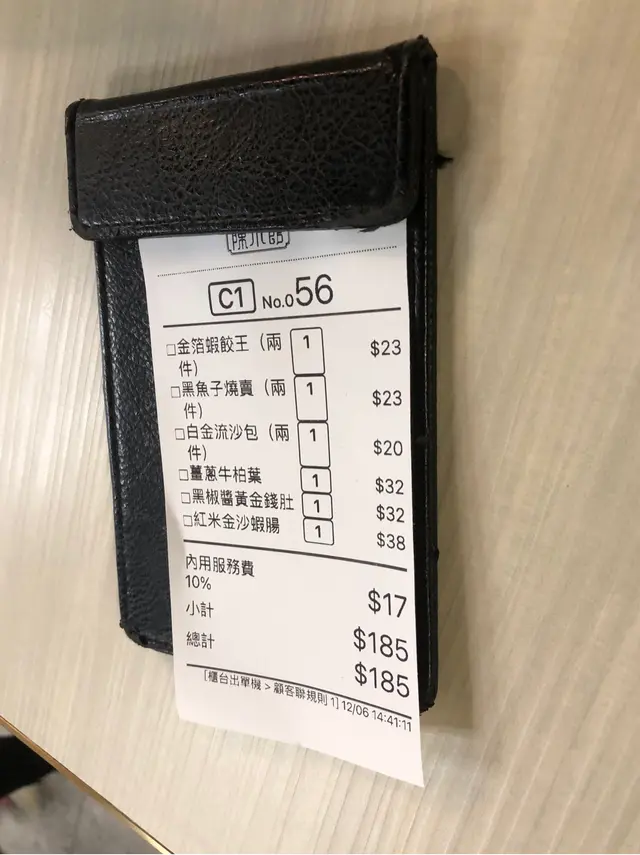 C1 No.056
□金箔蝦餃王（兩 1 $23
件）
□黑魚子燒賣（兩 1 $23
件）
□白金流沙包（兩 1 $20
件）
□薑蔥牛柏葉 1 $32
□黑椒醬黃金錢肚 1 $32
□紅米金沙蝦腸 1 $38
內用服務費
10% $17
小計 $185
總計 $185
[櫃台出單機 > 顧客聯規則 1] 12/06 14:41:11